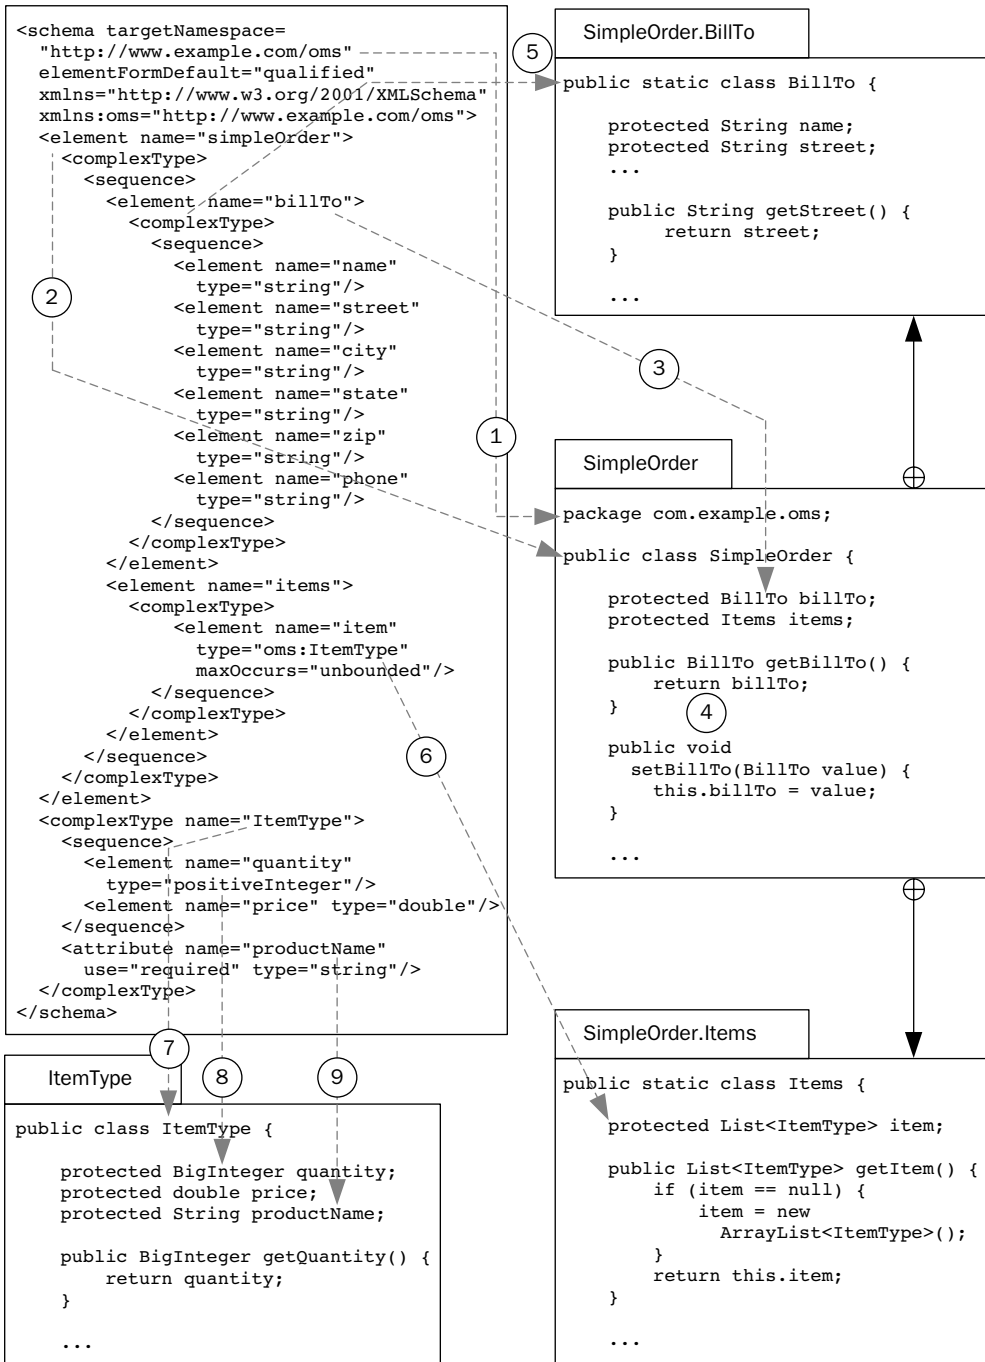 <schema targetNamespace=
"http://www.example.com/oms"
elementFormDefault="qualified"
xmlns="http://www.w3.org/2001/XMLSchema"
xmlns:oms="http://www.example.com/oms">
<element name="simpleOrder">
<complexType>
<sequence>
<element name="billTo">
<complexType>
<sequence>
<element name="name"
type="string"/>
<element name="street"
type="string"/>
<element name="city"
type="string"/>
<element name="state"
type="string"/>
<element name="zip"
type="string"/>
<element name="phone"
type="string"/>
</sequence>
</complexType>
</element>
<element name="items">
<complexType>
<element name="item"
type="oms:ItemType"
maxOccurs="unbounded"/>
</sequence>
</complexType>
</element>
</sequence>
</complexType>
</element>
<complexType name="ItemType">
<sequence>
<element name="quantity"
type="positiveInteger"/>
<element name="price" type="double"/>
</sequence>
<attribute name="productName"
use="required" type="string"/>
</complexType>
</schema>
5
2
3
1
4
6
7
8
9
SimpleOrder.BillTo
public static class BillTo {
protected String name;
protected String street;
...
public String getStreet() {
return street;
}
...
SimpleOrder
package com.example.oms;
public class SimpleOrder {
protected BillTo billTo;
protected Items items;
public BillTo getBillTo() {
return billTo;
}
public void
setBillTo(BillTo value) {
this.billTo = value;
}
...
SimpleOrder.Items
public static class Items {
protected List<ItemType> item;
public List<ItemType> getItem() {
if (item == null) {
item = new
ArrayList<ItemType>();
}
return this.item;
}
...
ItemType
public class ItemType {
protected BigInteger quantity;
protected double price;
protected String productName;
public BigInteger getQuantity() {
return quantity;
}
...